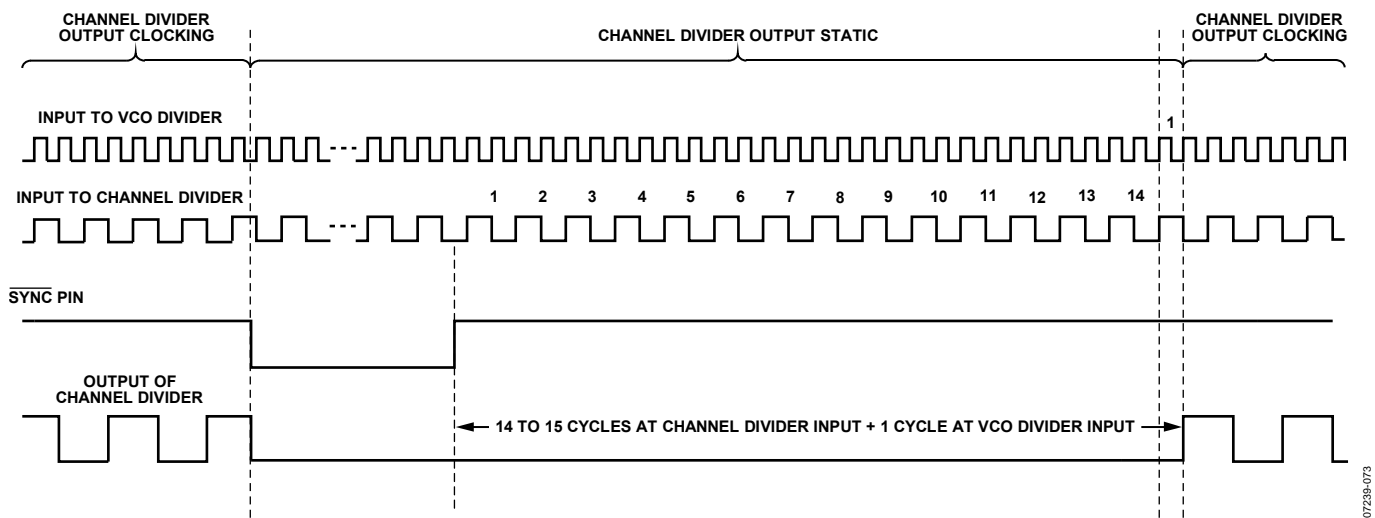 CHANNEL DIVIDER
OUTPUT CLOCKING
CHANNEL DIVIDER OUTPUT STATIC
CHANNEL DIVIDER
OUTPUT CLOCKING
INPUT TO VCO DIVIDER
1
INPUT TO CHANNEL DIVIDER
1 2 3 4 5 6 7 8 9 10 11 12 13 14
SYNC PIN
OUTPUT OF
CHANNEL DIVIDER
14 TO 15 CYCLES AT CHANNEL DIVIDER INPUT + 1 CYCLE AT VCO DIVIDER INPUT
07239-073